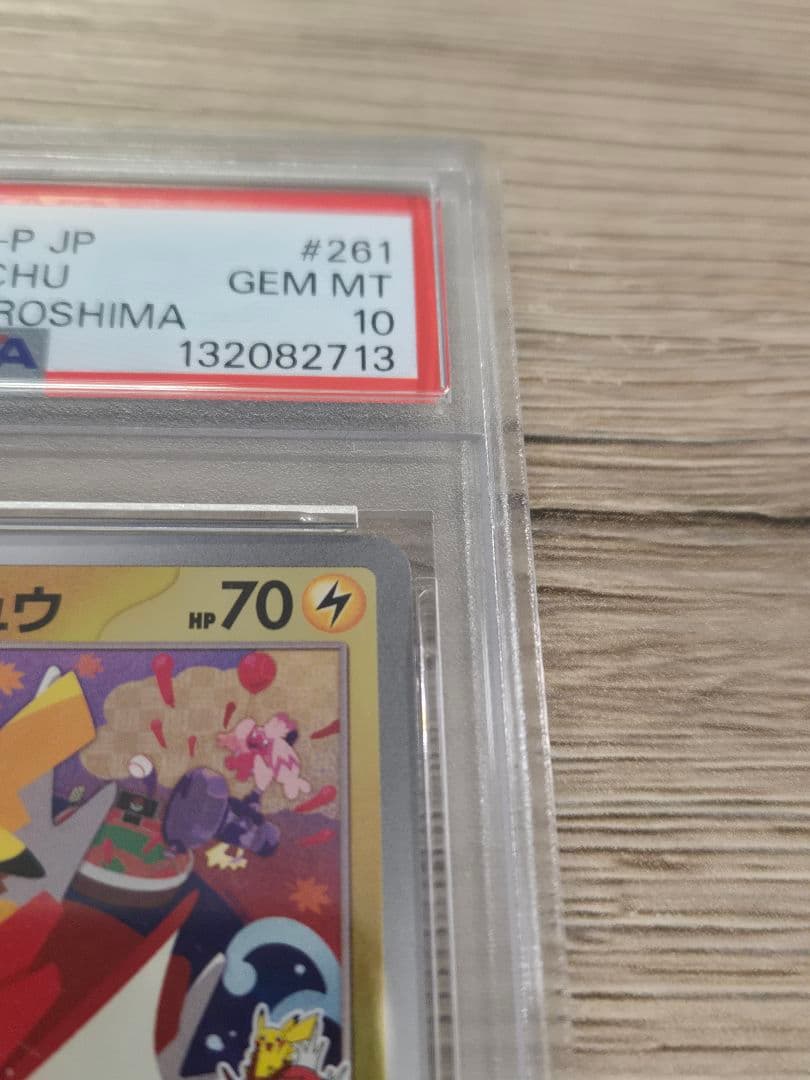 -P JP
#261
CHU
GEM MT
ROSHIMA
10
A
132082713
ュウ
HP70